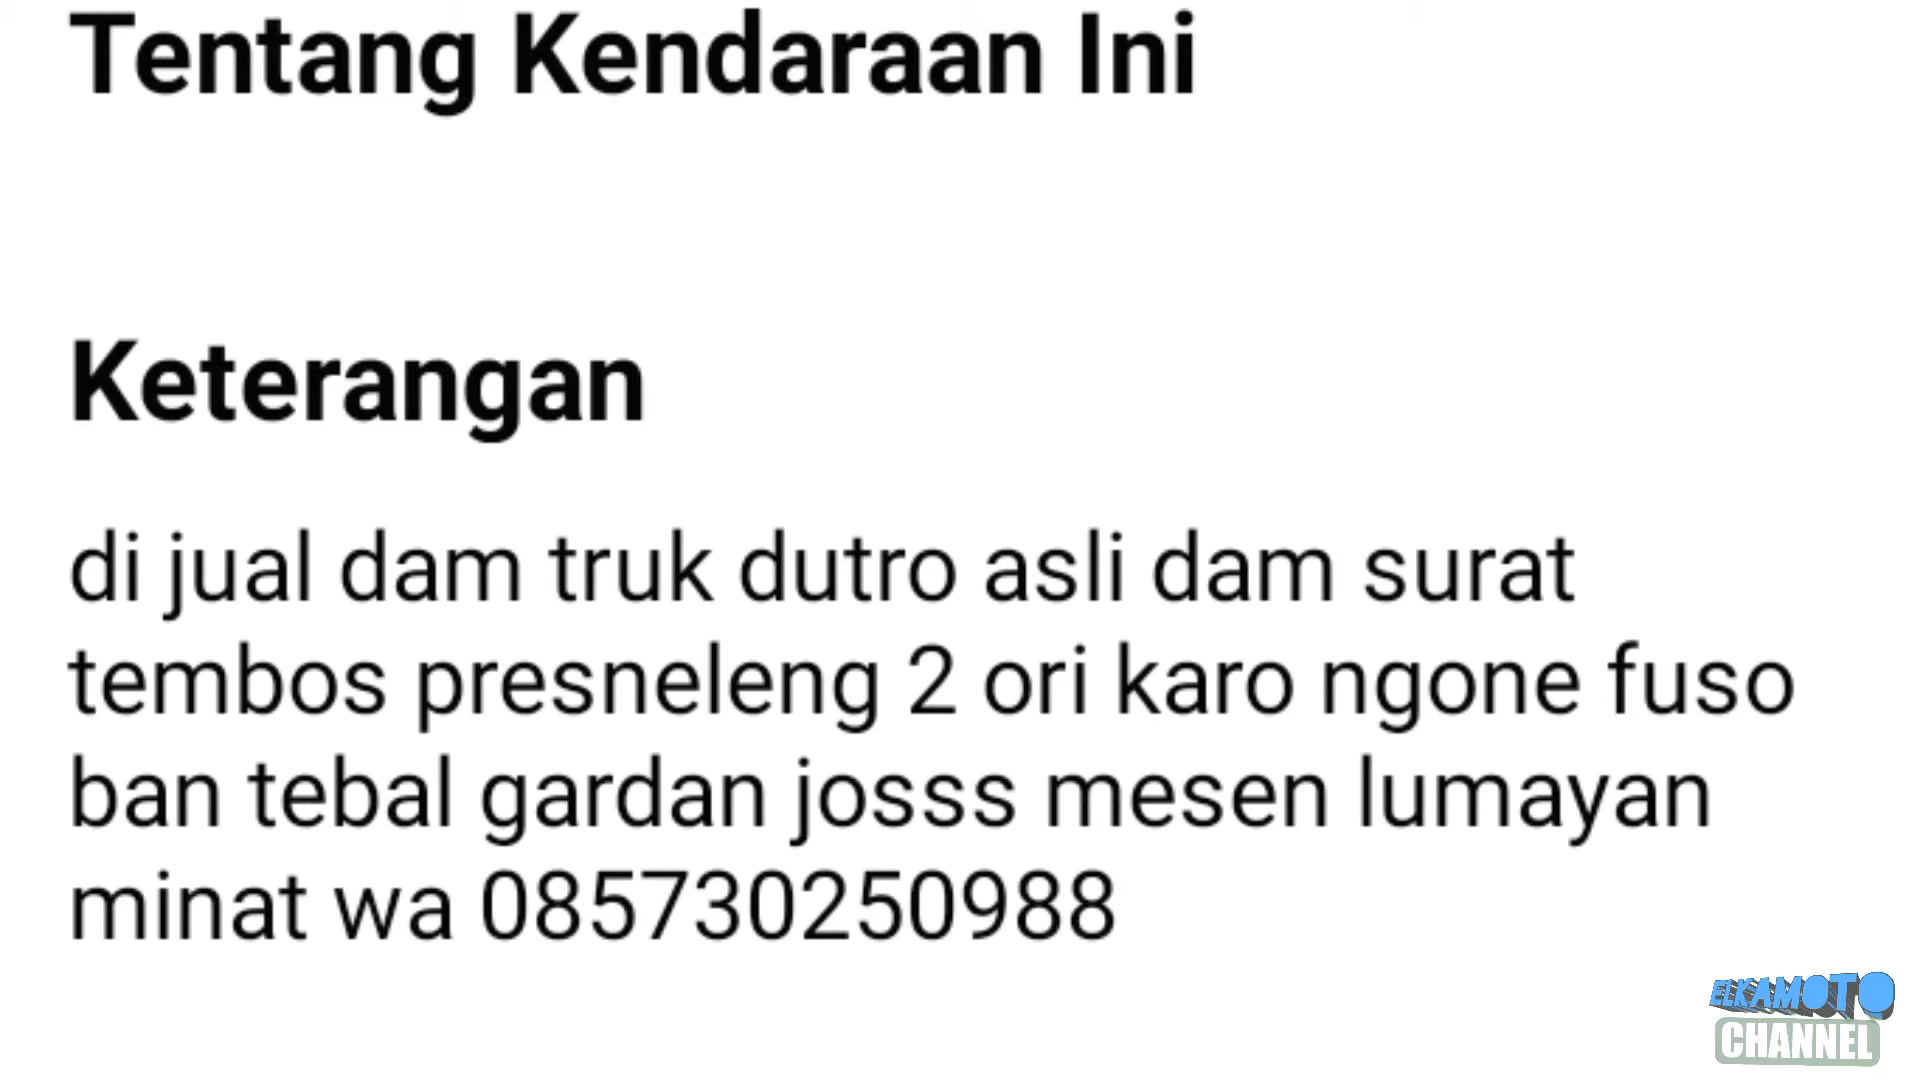 Tentang Kendaraan Ini
Keterangan
di jual dam truk dutro asli dam surat
tembos presneleng 2 ori karo ngone fuso
ban tebal gardan josss mesen lumayan
minat wa 085730250988
ELKAMOTO
CHANNEL